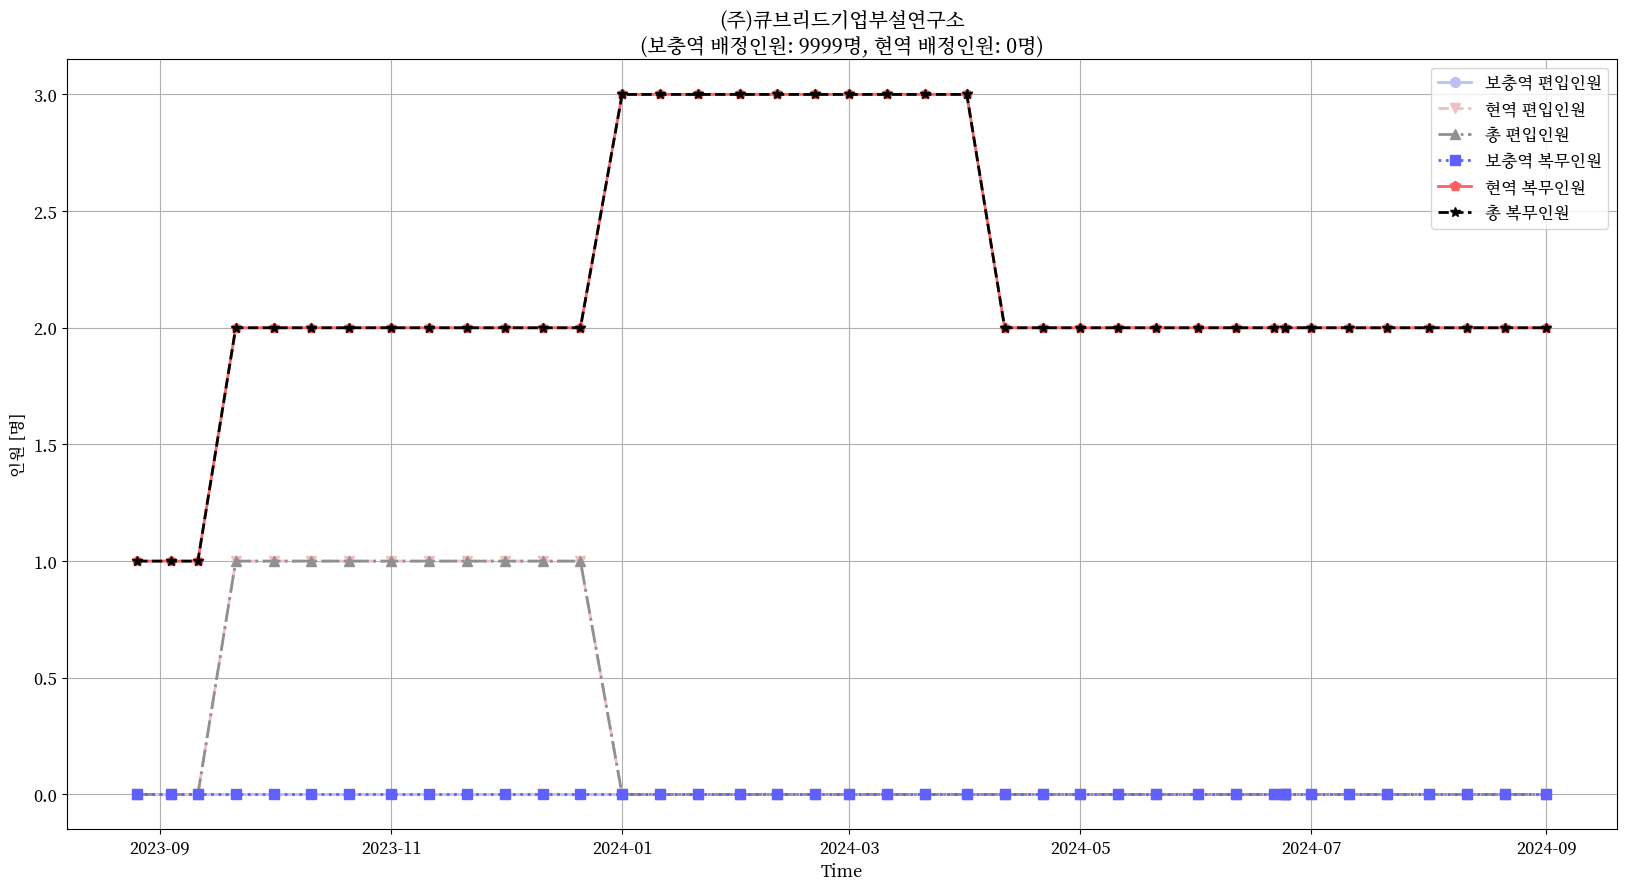 (주)큐브리드기업부설연구소
(보충역 배정인원: 9999명, 현역 배정인원: 0명)
보충역 편입인원
현역 편입인원
총 편입인원
보충역 복무인원
현역 복무인원
총 복무인원
인원 [명]
3.0
2.5
2.0
1.5
1.0
0.5
0.0
2023-09 2023-11 2024-01 2024-03 2024-05 2024-07 2024-09
Time